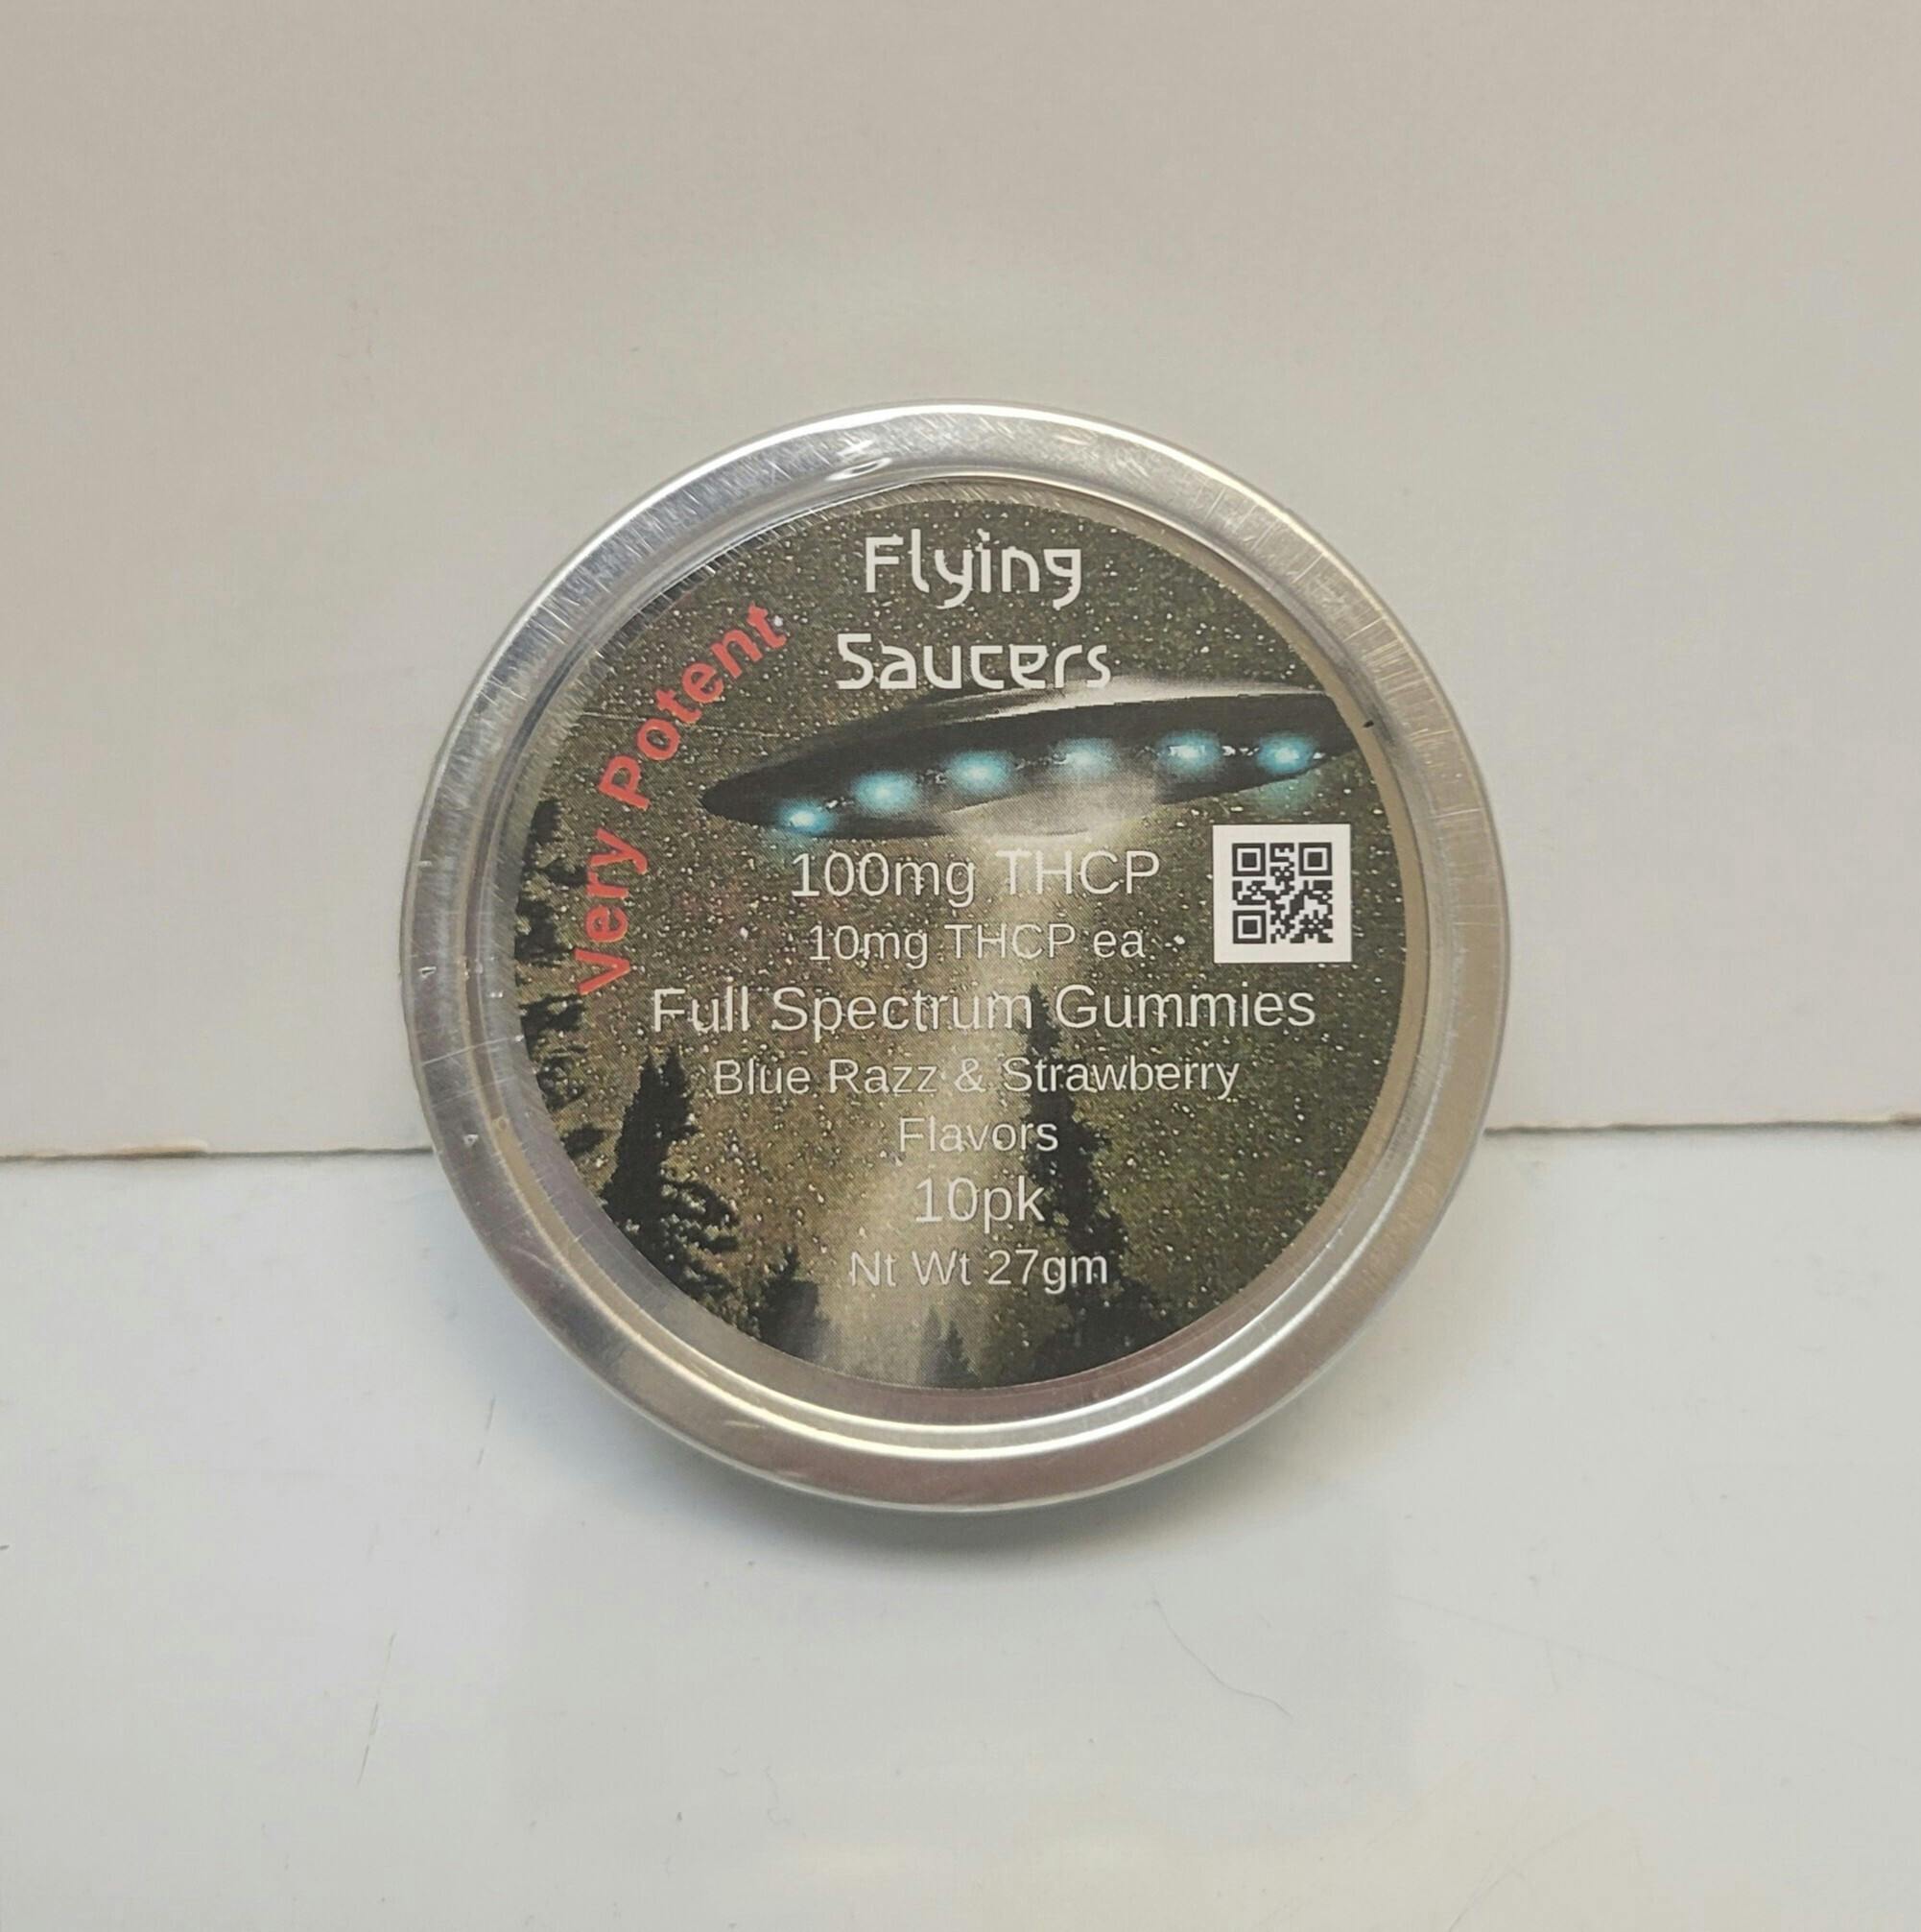 Flying
Saucers
Very Potent
100mg THCP
10mg THCP ea
Full Spectrum Gummies
Blue Razz & Strawberry
Flavors
10pk
Nt Wt 27gm